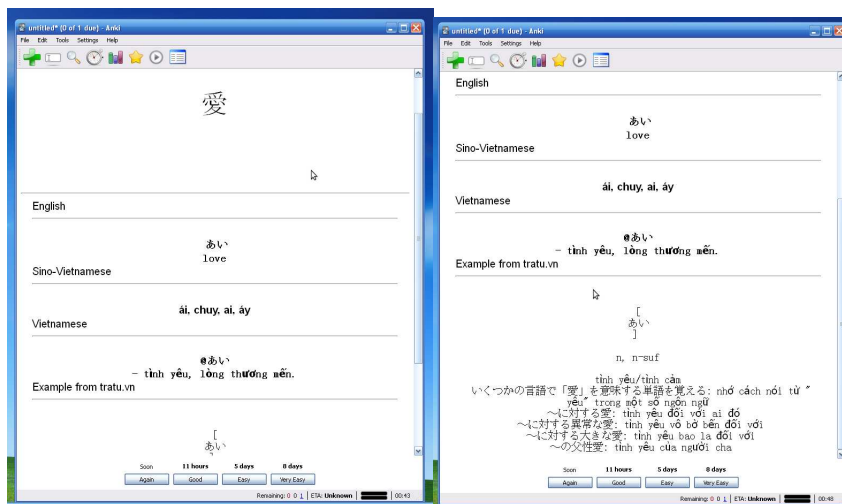 untitled* (0 of 1 due) - Anki
File Edit Tools Settings Help
愛
English
あい
love
Sino-Vietnamese
ái, chuy, ai, áy
Vietnamese
@あい
- tình yêu, lòng thương mến.
Example from tratu.vn
[
あい
Soon 11 hours 5 days 8 days
Again Good Easy Very Easy
Remaining: 0 0 1 | ETA: Unknown | 00:43
untitled* (0 of 1 due) - Anki
File Edit Tools Settings Help
English
あい
love
Sino-Vietnamese
ái, chuy, ai, áy
Vietnamese
@あい
- tình yêu, lòng thương mến.
Example from tratu.vn
[
あい
]
n, n-suf
tình yêu/tình cảm
いくつかの言語で「愛」を意味する単語を覚える: nhớ cách nói từ "
yêu" trong một số ngôn ngữ
〜に対する愛: tình yêu đối với ai đó
〜に対する異常な愛: tình yêu vô bờ bến đối với
〜に対する大きな愛: tình yêu bao la đối với
〜の父性愛: tình yêu của người cha
Soon 11 hours 5 days 8 days
Again Good Easy Very Easy
Remaining: 0 0 1 | ETA: Unknown | 00:48